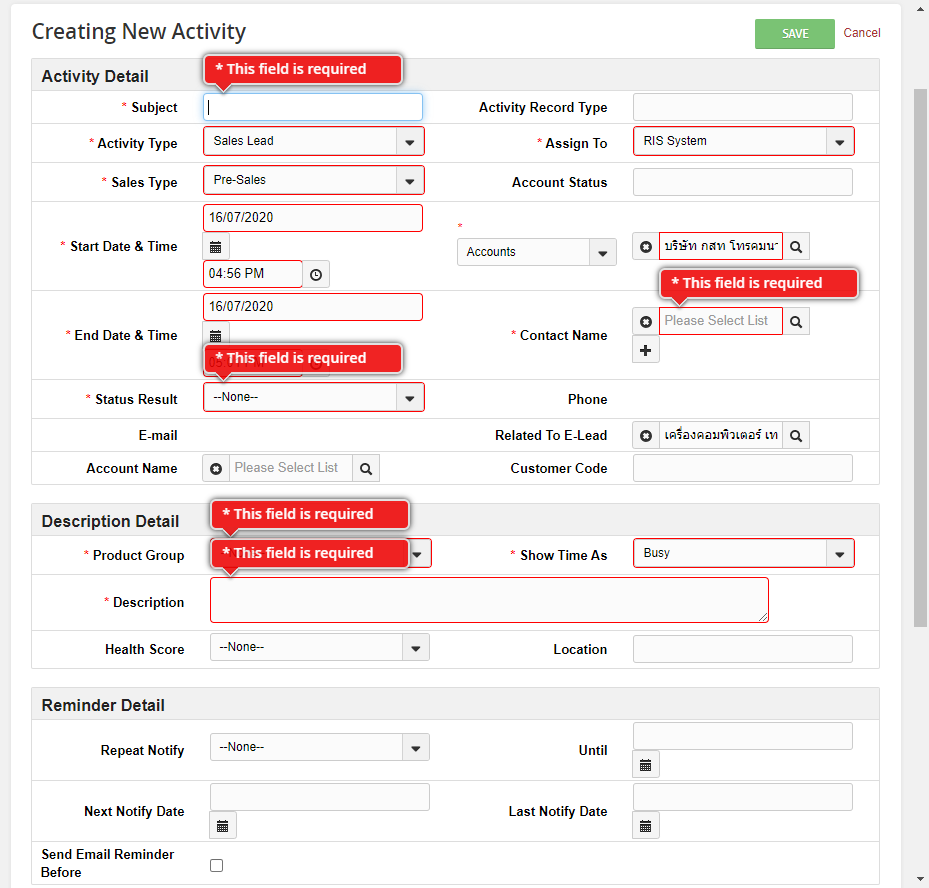 Creating New Activity
SAVE
Cancel
Activity Detail
* This field is required
* Subject
Activity Record Type
* Activity Type
Sales Lead
* Assign To
RIS System
* Sales Type
Pre-Sales
Account Status
* Start Date & Time
16/07/2020
04:56 PM
*
Accounts
บริษัท กสท โทรคมนา
* This field is required
* End Date & Time
16/07/2020
* Contact Name
Please Select List
* This field is required
* Status Result
--None--
Phone
E-mail
Related To E-Lead
เครื่องคอมพิวเตอร์ เท
Account Name
Please Select List
Customer Code
Description Detail
* This field is required
* Product Group
* This field is required
* Show Time As
Busy
* Description
Health Score
--None--
Location
Reminder Detail
Repeat Notify
--None--
Until
Next Notify Date
Last Notify Date
Send Email Reminder
Before